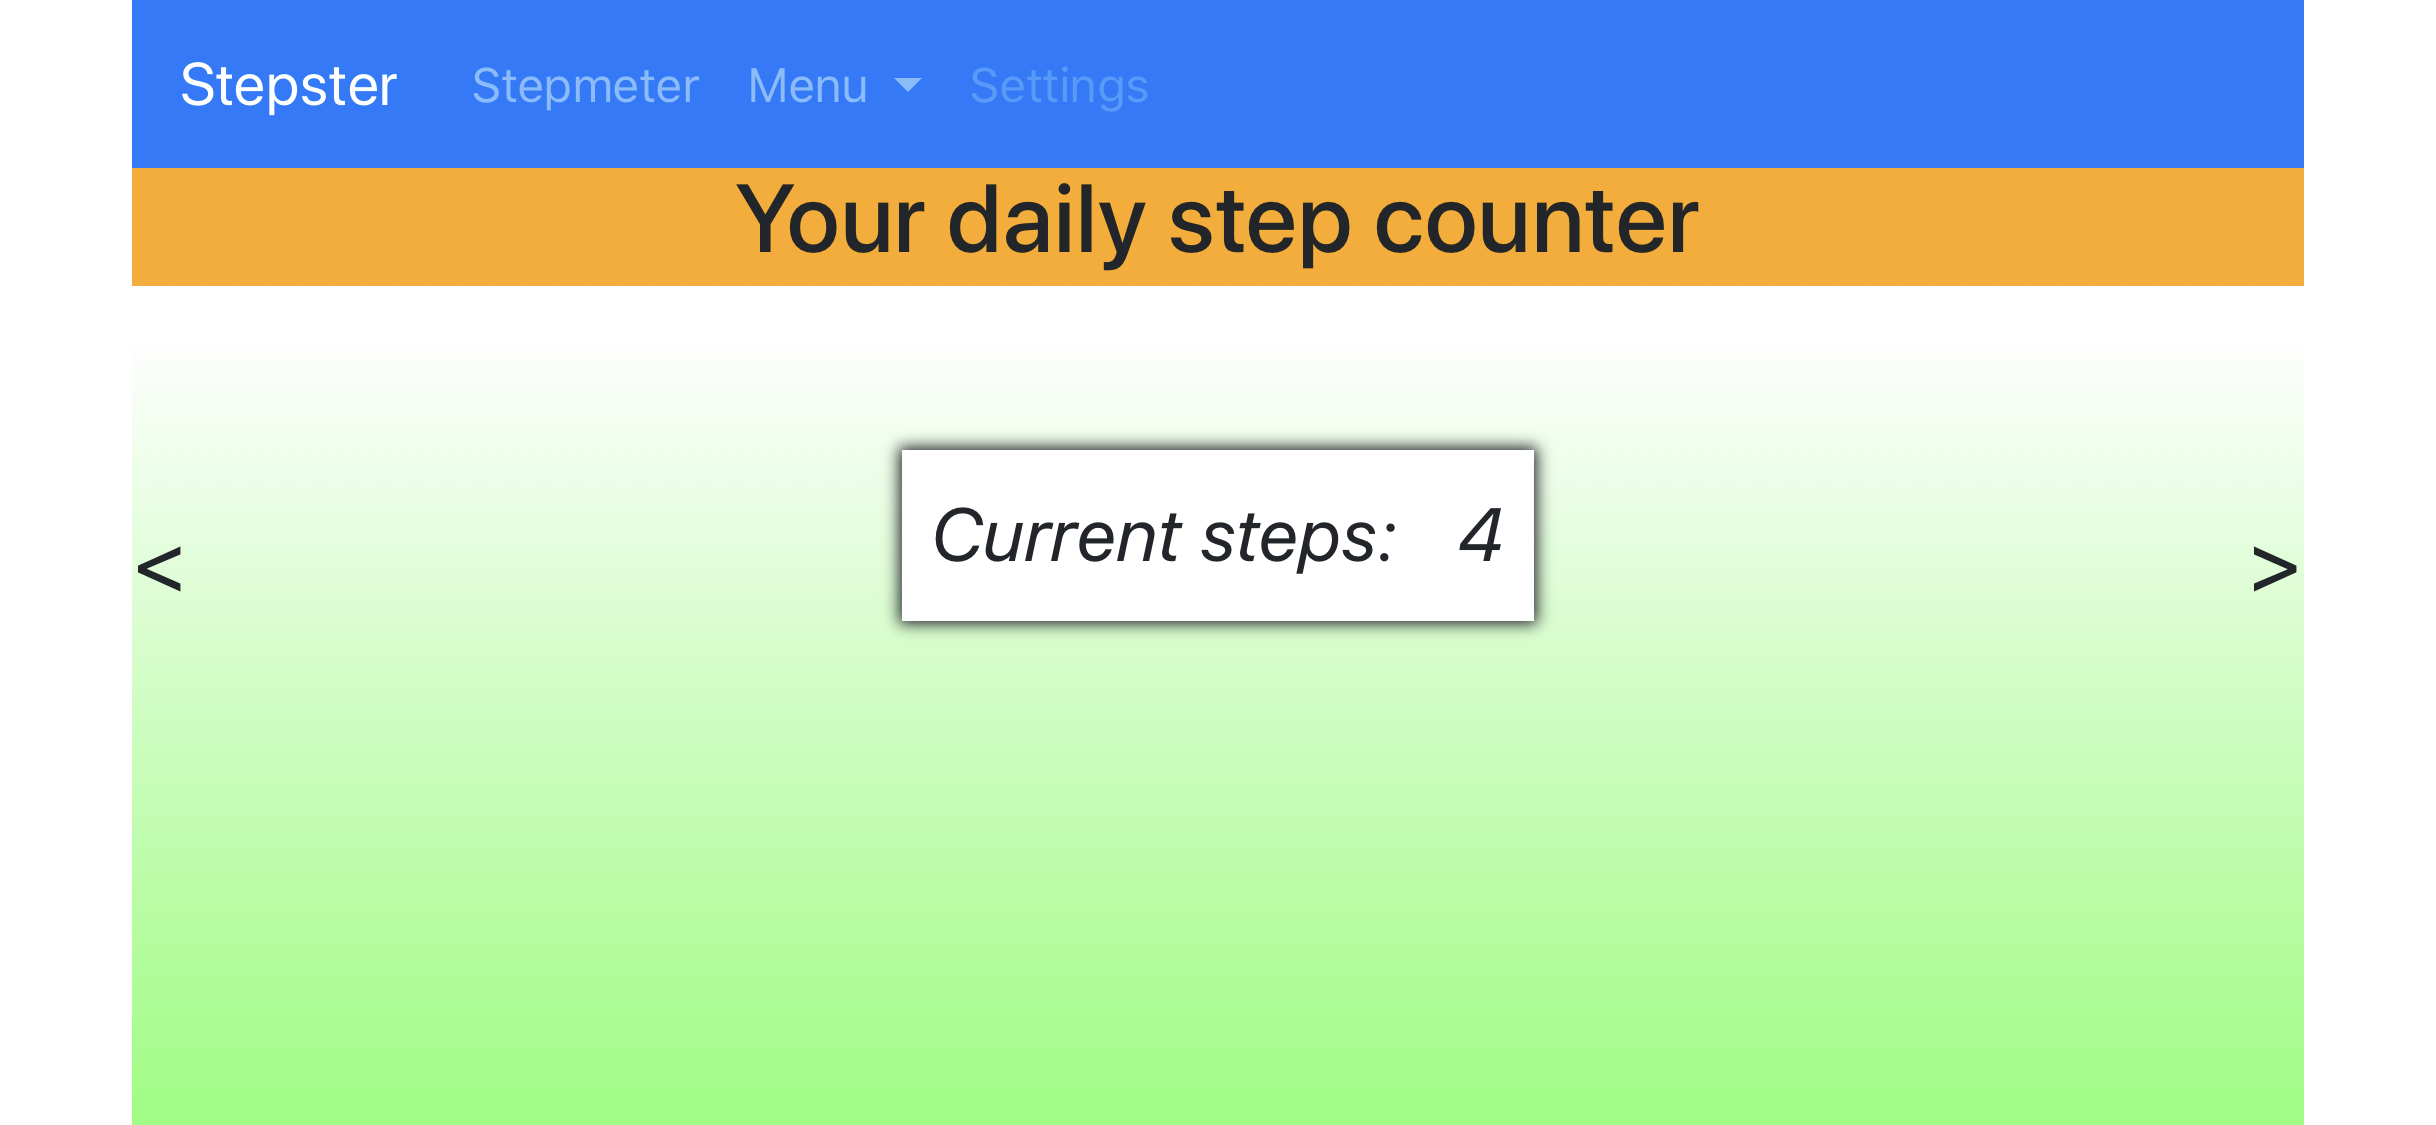 Stepster Stepmeter Menu Settings
Your daily step counter
Current steps: 4
< >